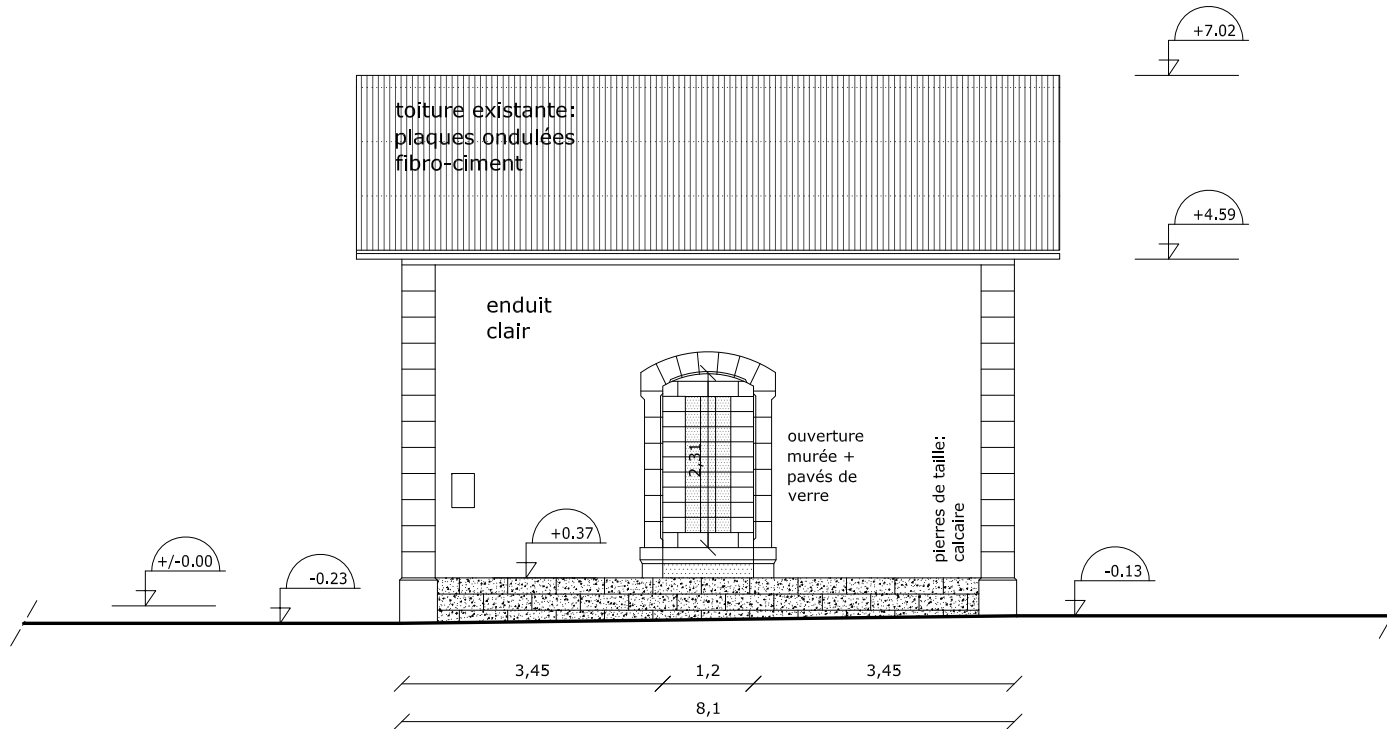 +7.02
toiture existante:
plaques ondulées
fibro-ciment
+4.59
enduit
clair
2,31
ouverture
murée +
pavés de
verre
pierres de taille:
calcaire
+0.37
+/-0.00
-0.23
-0.13
3,45
1,2
3,45
8,1